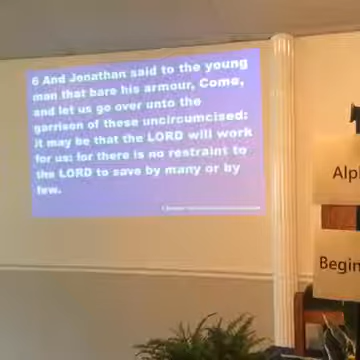 6 And Jonathan said to the young
man that bare his armour, Come,
and let us go over unto the
garrison of these uncircumcised:
it may be that the LORD will work
for us: for there is no restraint to
the LORD to save by many or by
few.
Alp
Begin